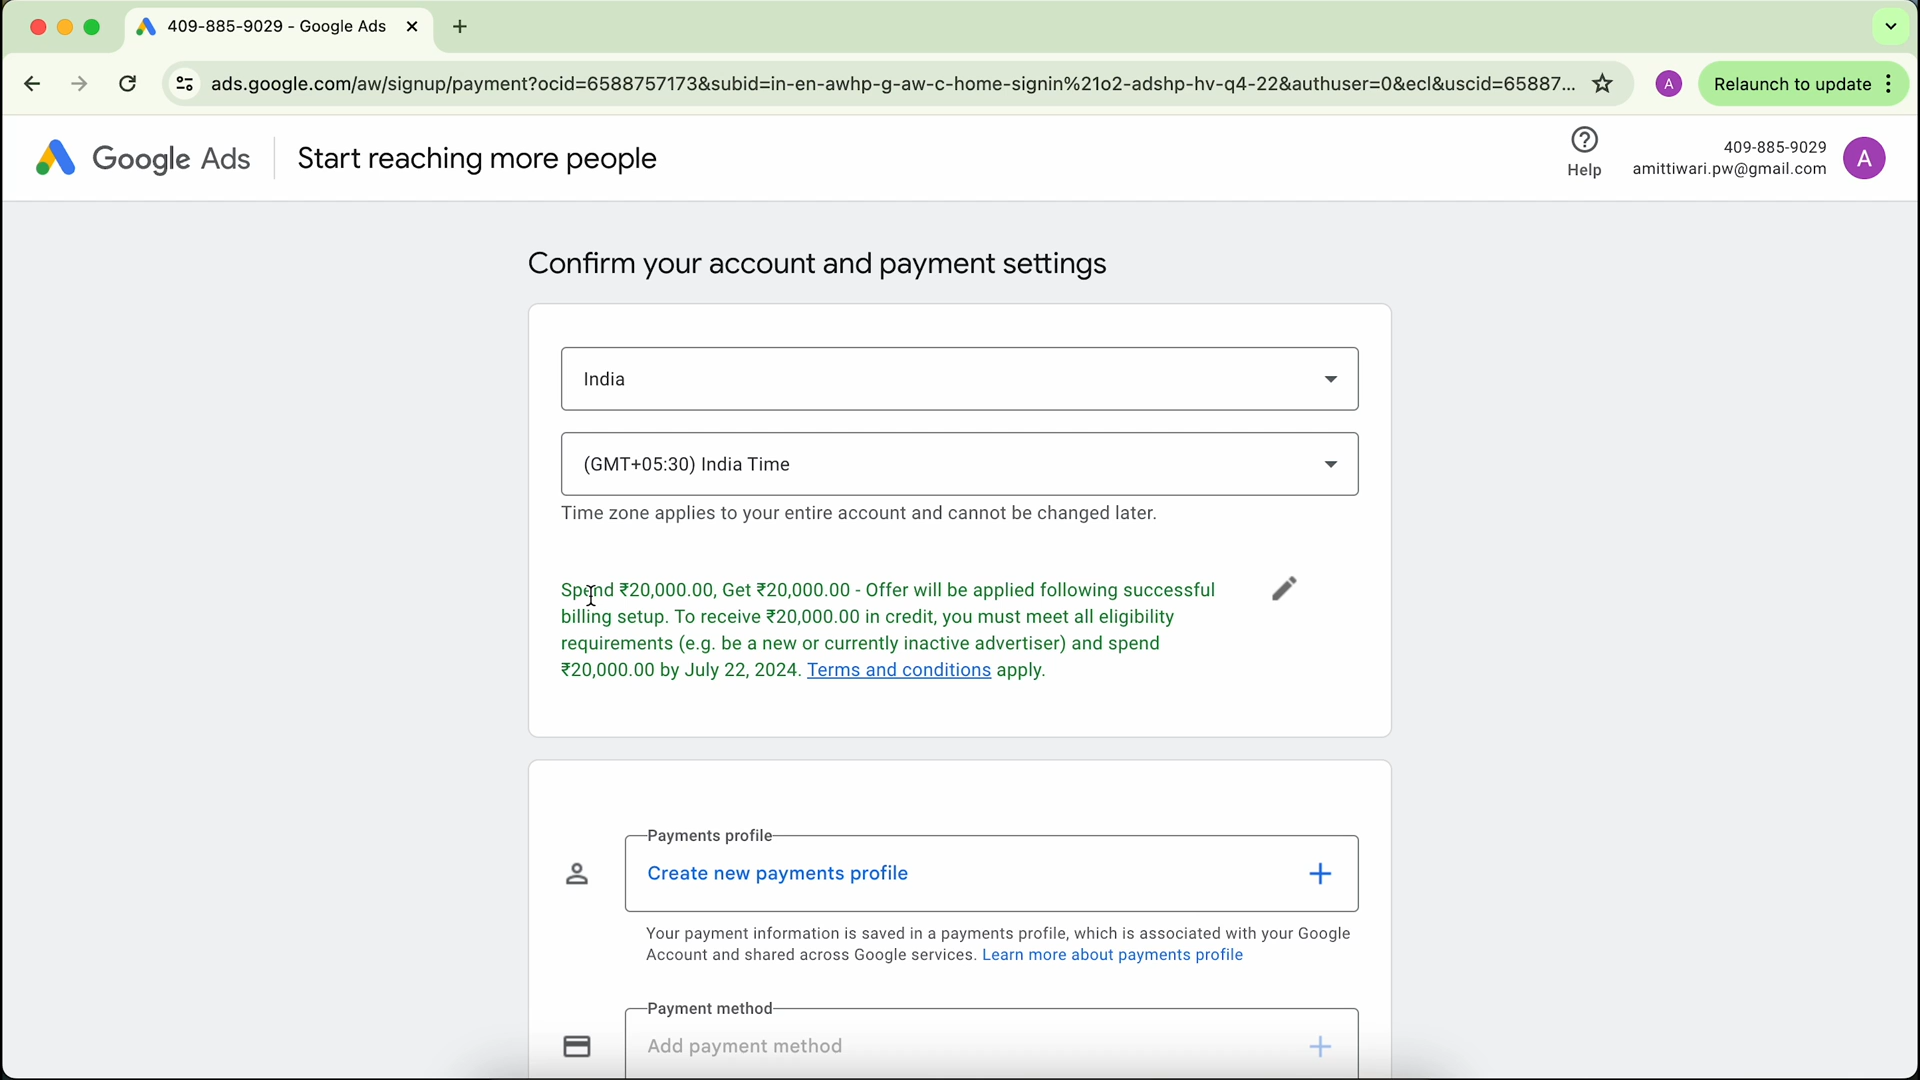 409-885-9029 - Google Ads
ads.google.com/aw/signup/payment?ocid=6588757173&subid=in-en-awhp-g-aw-c-home-signin%21o2-adshp-hv-q4-22&authuser=0&ecl&uscid=65887...
A
Relaunch to update
Google Ads
Start reaching more people
Help
409-885-9029
amittiwari.pw@gmail.com
A
Confirm your account and payment settings
India
(GMT+05:30) India Time
Time zone applies to your entire account and cannot be changed later.
Spend ₹20,000.00, Get ₹20,000.00 - Offer will be applied following successful
billing setup. To receive ₹20,000.00 in credit, you must meet all eligibility
requirements (e.g. be a new or currently inactive advertiser) and spend
₹20,000.00 by July 22, 2024. Terms and conditions apply.
Payments profile
Create new payments profile
Your payment information is saved in a payments profile, which is associated with your Google
Account and shared across Google services. Learn more about payments profile
Payment method
Add payment method